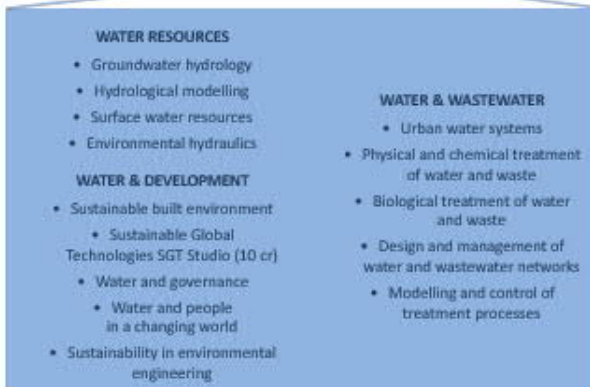 WATER RESOURCES
• Groundwater hydrology
• Hydrological modelling
• Surface water resources
• Environmental hydraulics
WATER & DEVELOPMENT
• Sustainable built environment
• Sustainable Global
Technologies SGT Studio (10 cr)
• Water and governance
• Water and people
in a changing world
• Sustainability in environmental
engineering
WATER & WASTEWATER
• Urban water systems
• Physical and chemical treatment
of water and waste
• Biological treatment of water
and waste
• Design and management of
water and wastewater networks
• Modelling and control of
treatment processes